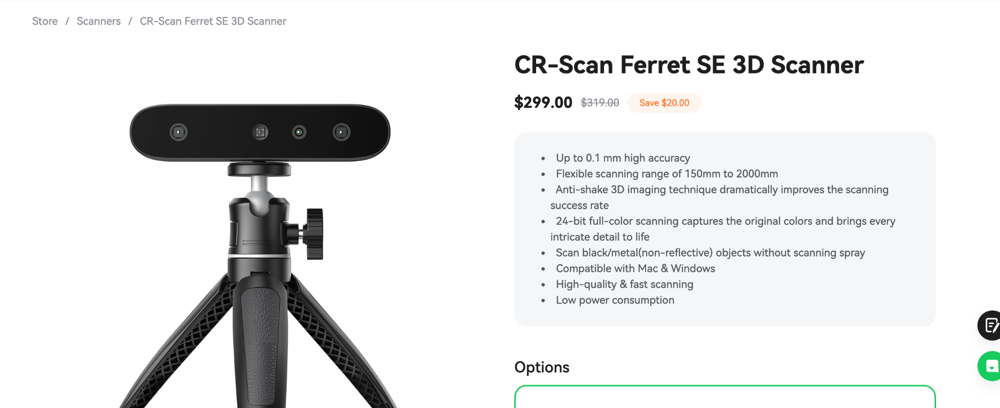 Store / Scanners / CR-Scan Ferret SE 3D Scanner
CR-Scan Ferret SE 3D Scanner
$299.00 $319.00 Save $20.00
• Up to 0.1 mm high accuracy
• Flexible scanning range of 150mm to 2000mm
• Anti-shake 3D imaging technique dramatically improves the scanning
success rate
• 24-bit full-color scanning captures the original colors and brings every
intricate detail to life
• Scan black/metal(non-reflective) objects without scanning spray
• Compatible with Mac & Windows
• High-quality & fast scanning
• Low power consumption
Options